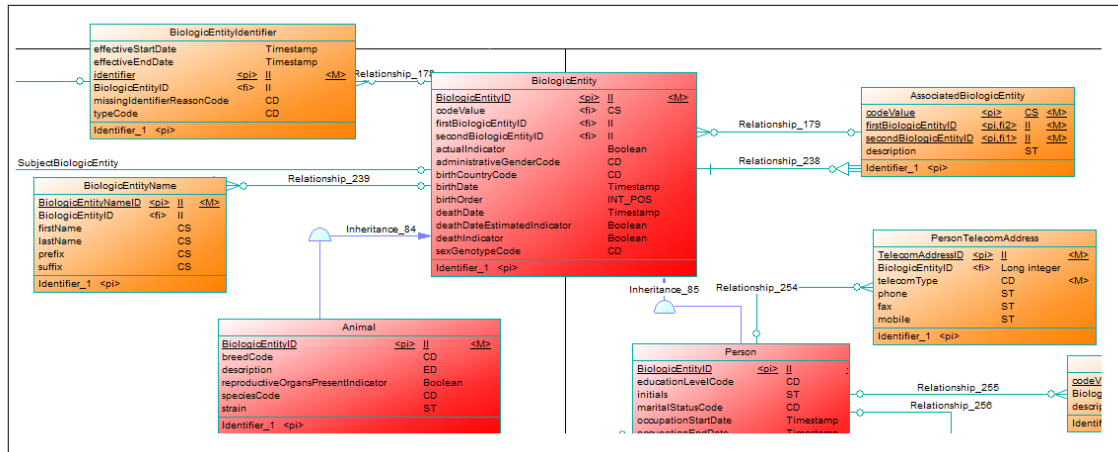 BiologicEntityIdentifier
effectiveStartDate Timestamp
effectiveEndDate Timestamp
identifier <pi> II <M>
BiologicEntityID <fi> II
missingIdentifierReasonCode CD
typeCode CD
Identifier_1 <pi>
Relationship_178
BiologicEntity
BiologicEntityID <pi> II <M>
codeValue <fi> CS
firstBiologicEntityID <fi> II
secondBiologicEntityID <fi> II
actualIndicator Boolean
administrativeGenderCode CD
birthCountryCode CD
birthDate Timestamp
birthOrder INT_POS
deathDate Timestamp
deathDateEstimatedIndicator Boolean
deathIndicator Boolean
sexGenotypeCode CD
Identifier_1 <pi>
Relationship_179
Relationship_238
AssociatedBiologicEntity
codeValue <pi> CS <M>
firstBiologicEntityID <pi,fi2> II <M>
secondBiologicEntityID <pi,fi1> II <M>
description ST
Identifier_1 <pi>
SubjectBiologicEntity
Relationship_239
BiologicEntityName
BiologicEntityNameID <pi> II <M>
BiologicEntityID <fi> II
firstName CS
lastName CS
prefix CS
suffix CS
Identifier_1 <pi>
Inheritance_84
Inheritance_85
Relationship_254
PersonTelecomAddress
TelecomAddressID <pi> II <M>
BiologicEntityID <fi> Long integer
telecomType CD <M>
phone ST
fax ST
mobile ST
Identifier_1 <pi>
Animal
BiologicEntityID <pi> II <M>
breedCode CD
description ED
reproductiveOrgansPresentIndicator Boolean
speciesCode CD
strain ST
Identifier_1 <pi>
Person
BiologicEntityID <pi> II
educationLevelCode CD
initials ST
maritalStatusCode CD
occupationStartDate Timestamp
occupationEndDate Timestamp
Relationship_255
Relationship_256
codeV
Biolog
descri
Identif